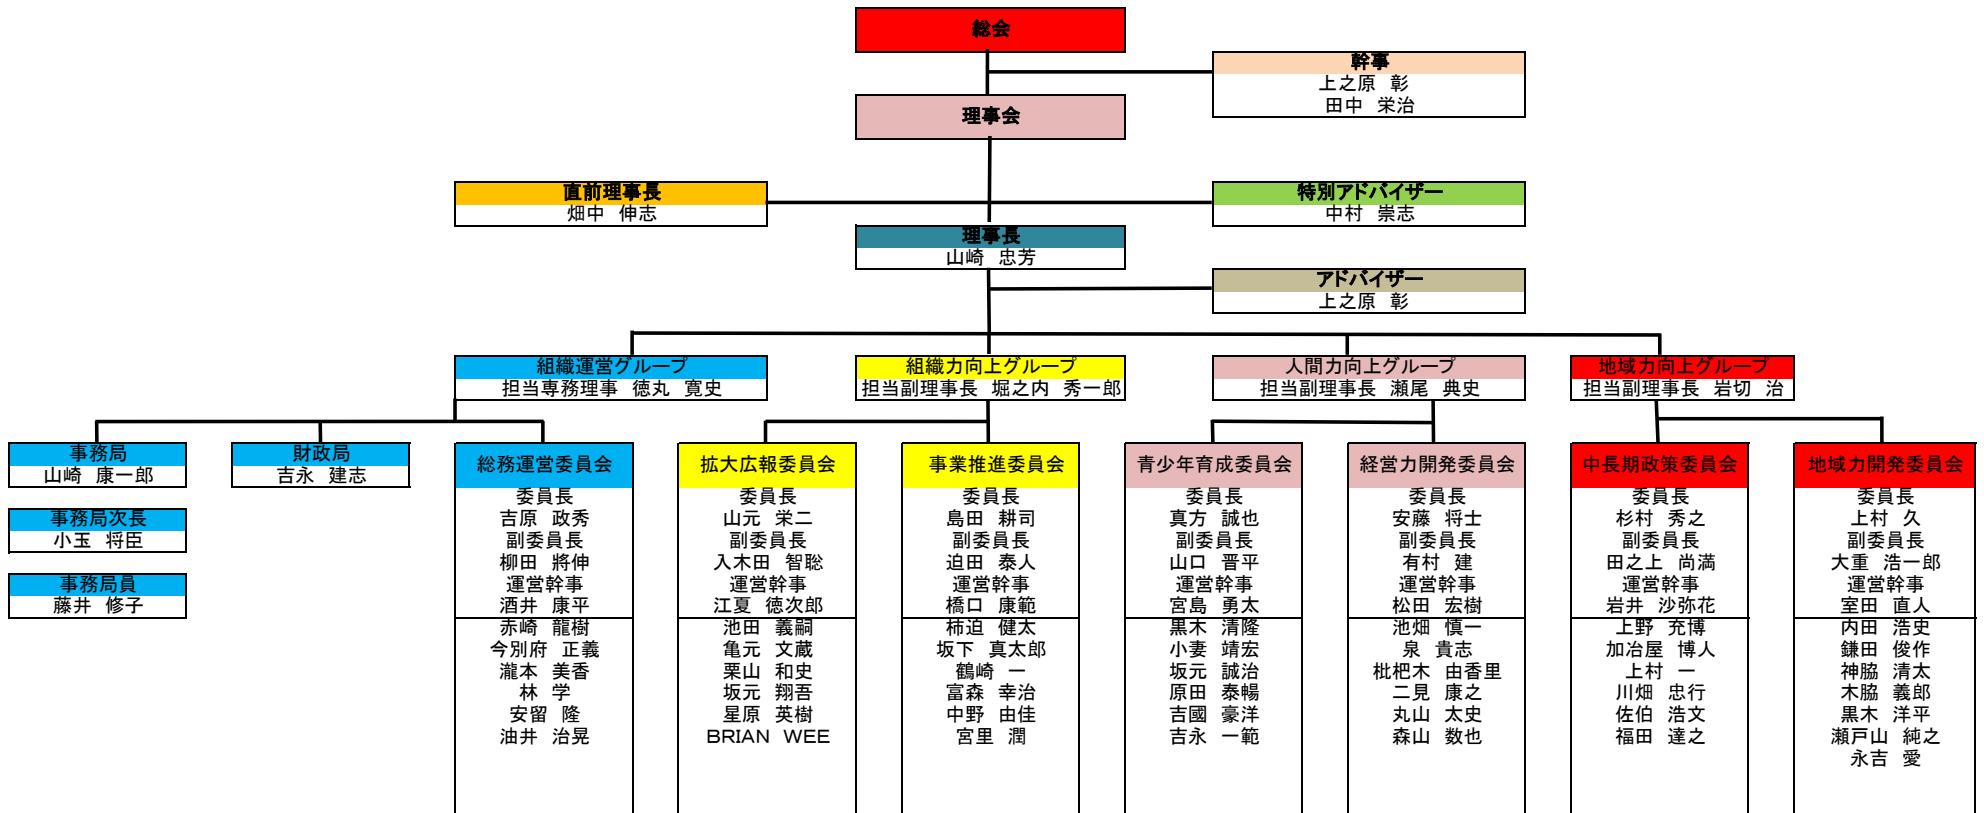 総会
幹事
上之原 彰
田中 栄治
理事会
直前理事長
畑中 伸志
特別アドバイザー
中村 崇志
理事長
山崎 忠芳
アドバイザー
上之原 彰
組織運営グループ
担当専務理事 徳丸 寛史
組織力向上グループ
担当副理事長 堀之内 秀一郎
人間力向上グループ
担当副理事長 瀬尾 典史
地域力向上グループ
担当副理事長 岩切 治
事務局
山崎 康一郎
事務局次長
小玉 将臣
事務局員
藤井 修子
財政局
吉永 建志
総務運営委員会
委員長
吉原 政秀
副委員長
柳田 將伸
運営幹事
酒井 康平
赤崎 龍樹
今別府 正義
瀧本 美香
林 学
安留 隆
油井 治晃
拡大広報委員会
委員長
山元 栄二
副委員長
入木田 智聡
運営幹事
江夏 徳次郎
池田 義嗣
亀元 文蔵
栗山 和史
坂元 翔吾
星原 英樹
BRIAN WEE
事業推進委員会
委員長
島田 耕司
副委員長
迫田 泰人
運営幹事
橋口 康範
柿迫 健太
坂下 真太郎
鶴崎 一
富森 幸治
中野 由佳
宮里 潤
青少年育成委員会
委員長
真方 誠也
副委員長
山口 晋平
運営幹事
宮島 勇太
黒木 清隆
小妻 靖宏
坂元 誠治
原田 泰暢
吉國 豪洋
吉永 一範
経営力開発委員会
委員長
安藤 将士
副委員長
有村 建
運営幹事
松田 宏樹
池畑 慎一
泉 貴志
枇杷木 由香里
二見 康之
丸山 太史
森山 数也
中長期政策委員会
委員長
杉村 秀之
副委員長
田之上 尚満
運営幹事
岩井 沙弥花
上野 充博
加冶屋 博人
上村 一
川畑 忠行
佐伯 浩文
福田 達之
地域力開発委員会
委員長
上村 久
副委員長
大重 浩一郎
運営幹事
室田 直人
内田 浩史
鎌田 俊作
神脇 清太
木脇 義郎
黒木 洋平
瀬戸山 純之
永吉 愛